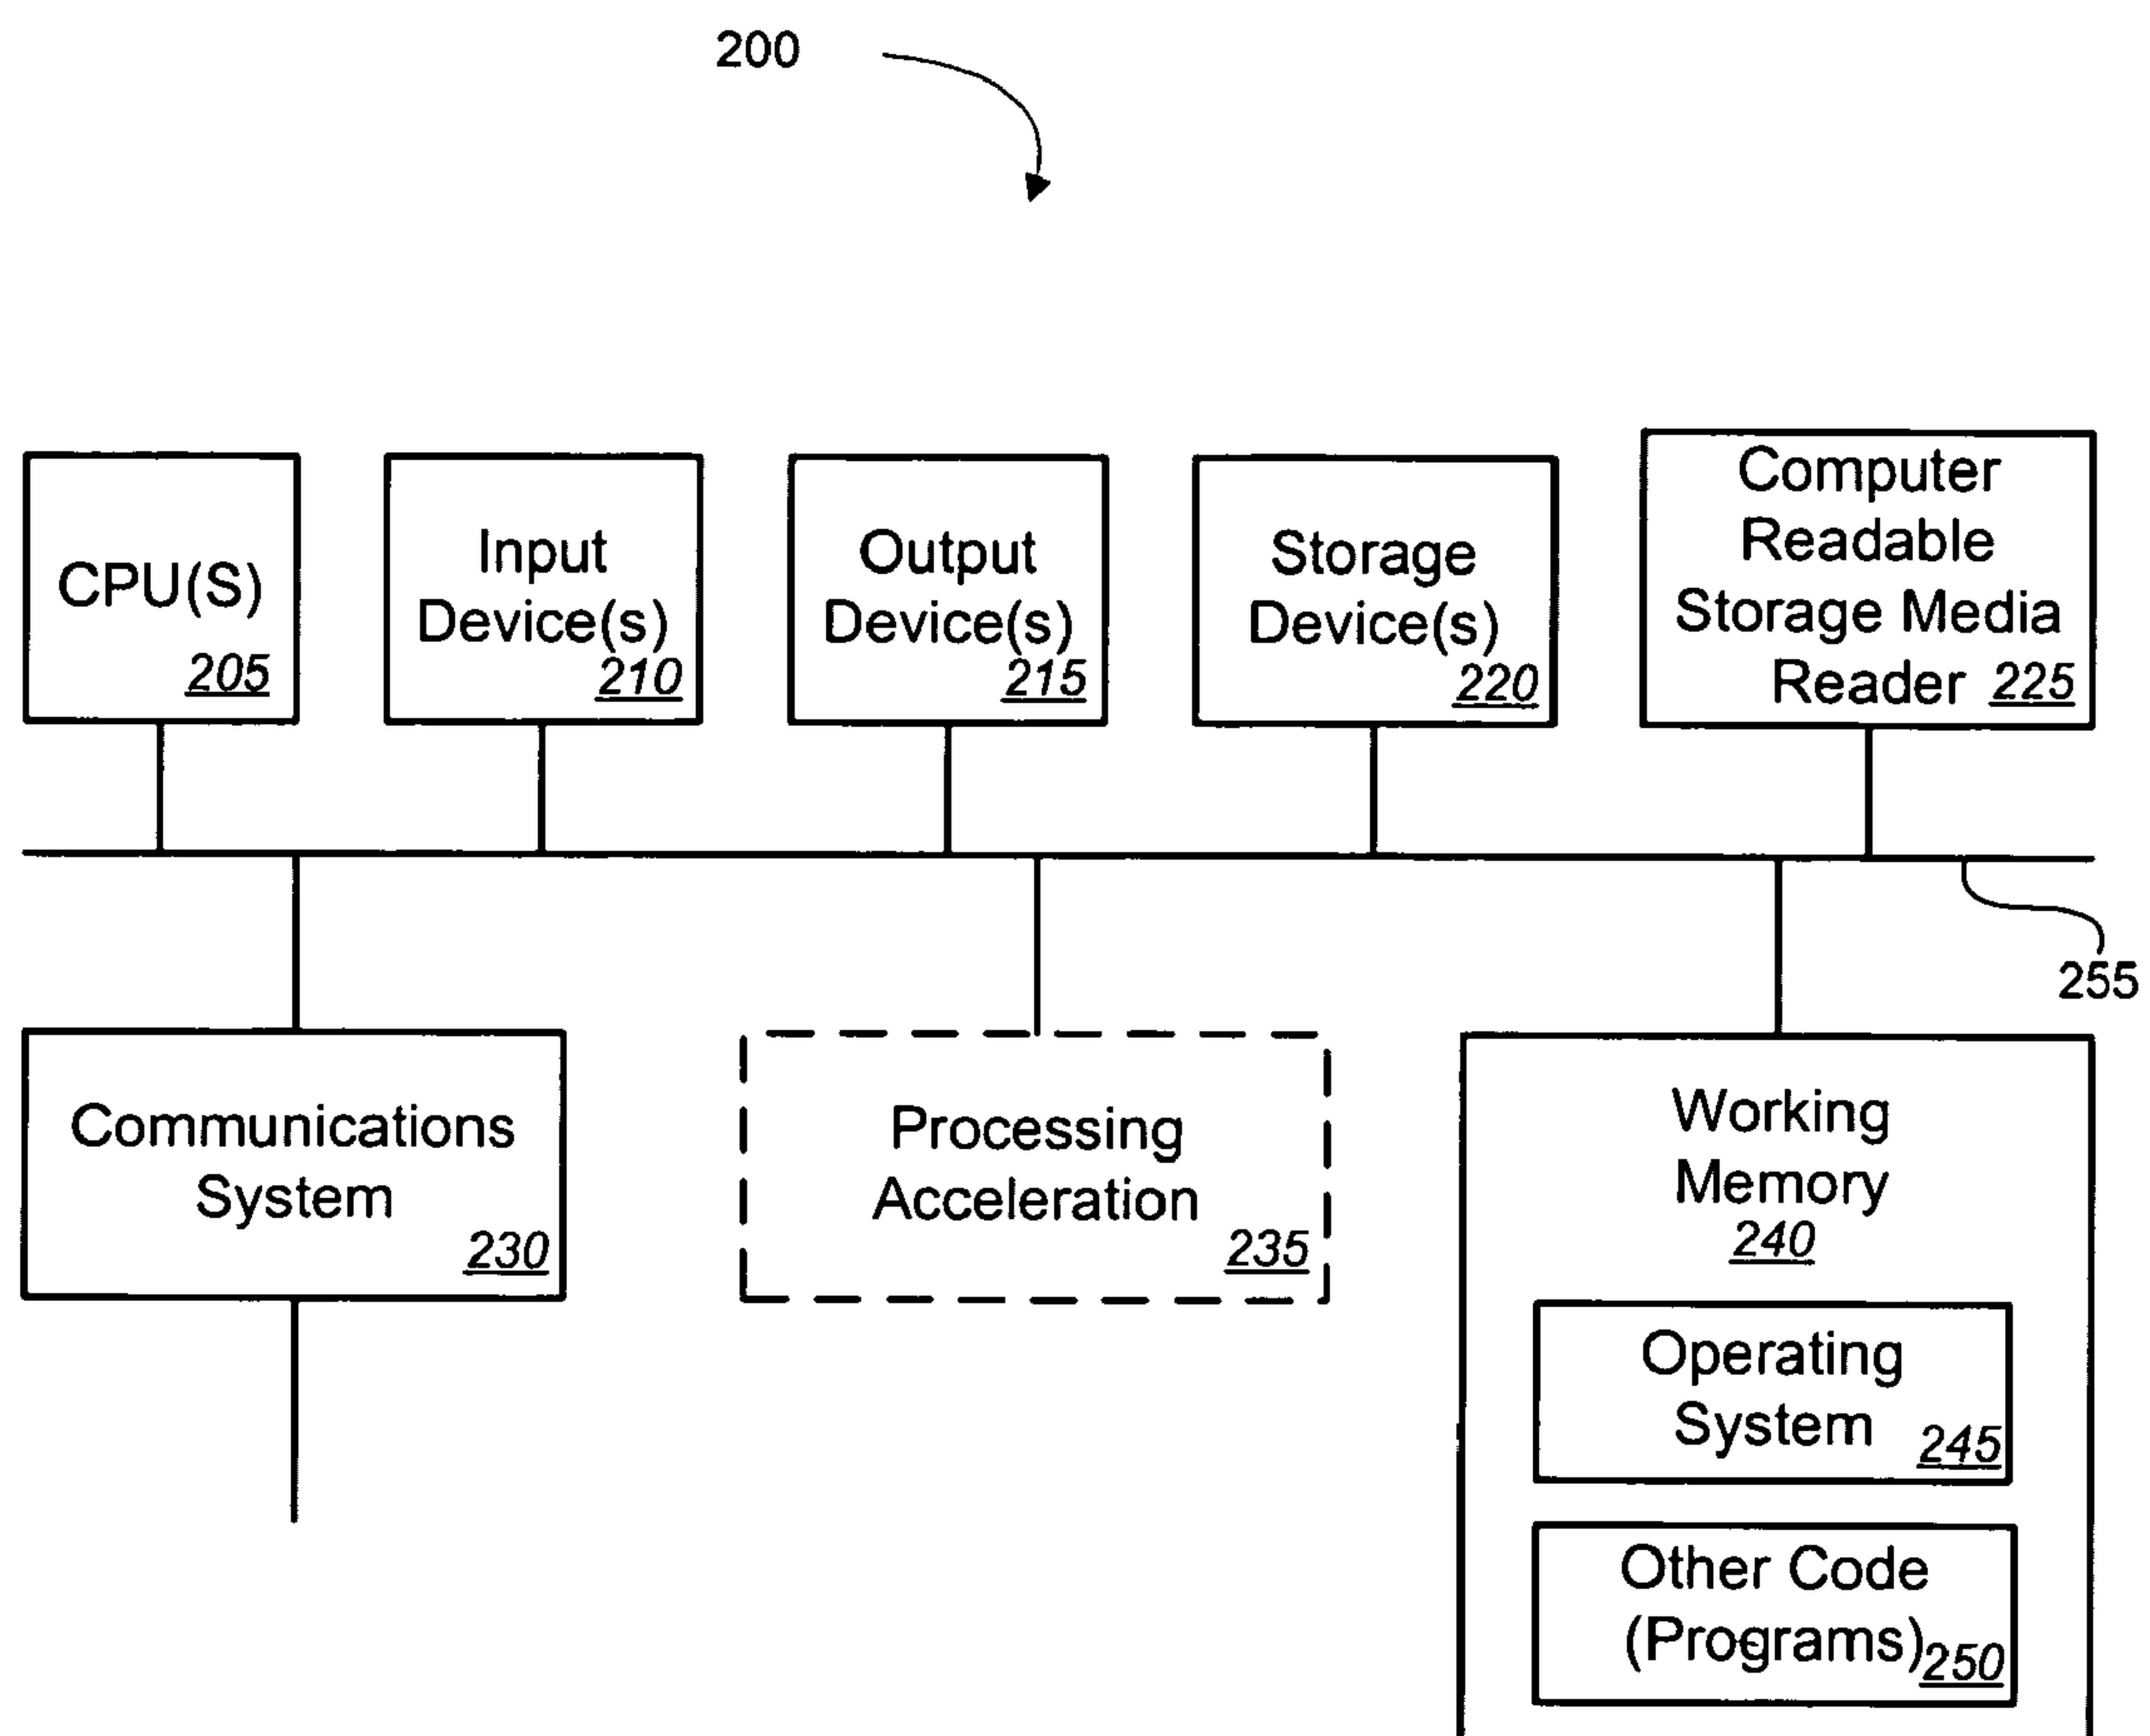 200
CPU(S)
205
Input
Device(s)
210
Output
Device(s)
215
Storage
Device(s)
220
Computer
Readable
Storage Media
Reader 225
255
Communications
System
230
Processing
Acceleration
235
Working
Memory
240
Operating
System
245
Other Code
(Programs)
250